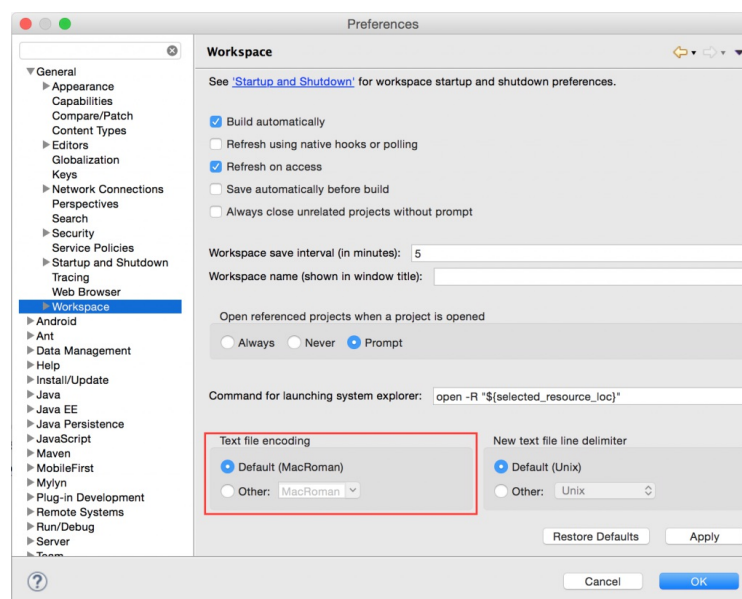 Preferences
Workspace
General
Appearance
Capabilities
Compare/Patch
Content Types
Editors
Globalization
Keys
Network Connections
Perspectives
Search
Security
Service Policies
Startup and Shutdown
Tracing
Web Browser
Workspace
Android
Ant
Data Management
Help
Install/Update
Java
Java EE
Java Persistence
JavaScript
Maven
MobileFirst
Mylyn
Plug-in Development
Remote Systems
Run/Debug
Server
Team
See 'Startup and Shutdown' for workspace startup and shutdown preferences.
Build automatically
Refresh using native hooks or polling
Refresh on access
Save automatically before build
Always close unrelated projects without prompt
Workspace save interval (in minutes): 5
Workspace name (shown in window title):
Open referenced projects when a project is opened
Always Never Prompt
Command for launching system explorer: open -R "${selected_resource_loc}"
Text file encoding
Default (MacRoman)
Other: MacRoman
New text file line delimiter
Default (Unix)
Other: Unix
Restore Defaults Apply
? Cancel OK